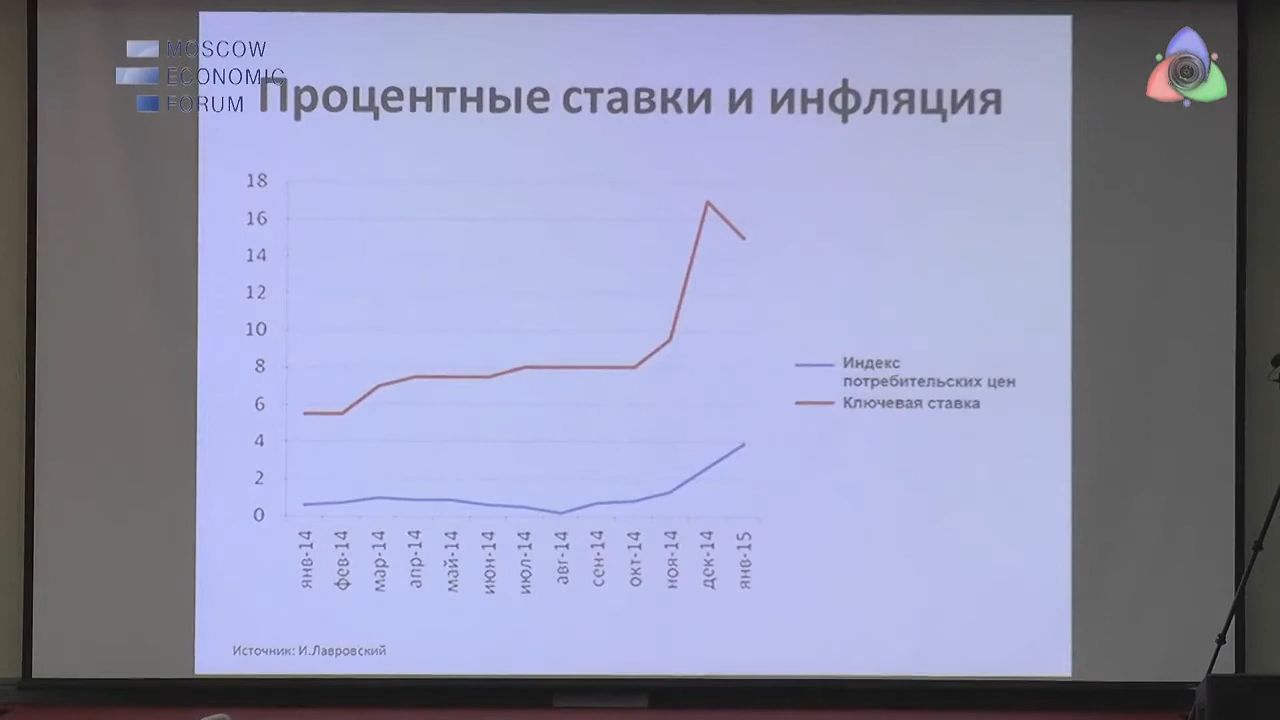 MOSCOW
ECONOMIC
FORUM
Процентные ставки и инфляция
18
16
14
12
10
8
6
4
2
0
янв-14
фев-14
мар-14
апр-14
май-14
июн-14
июл-14
авг-14
сен-14
окт-14
ноя-14
дек-14
янв-15
Индекс
потребительских цен
Ключевая ставка
Источник: И.Лавровский